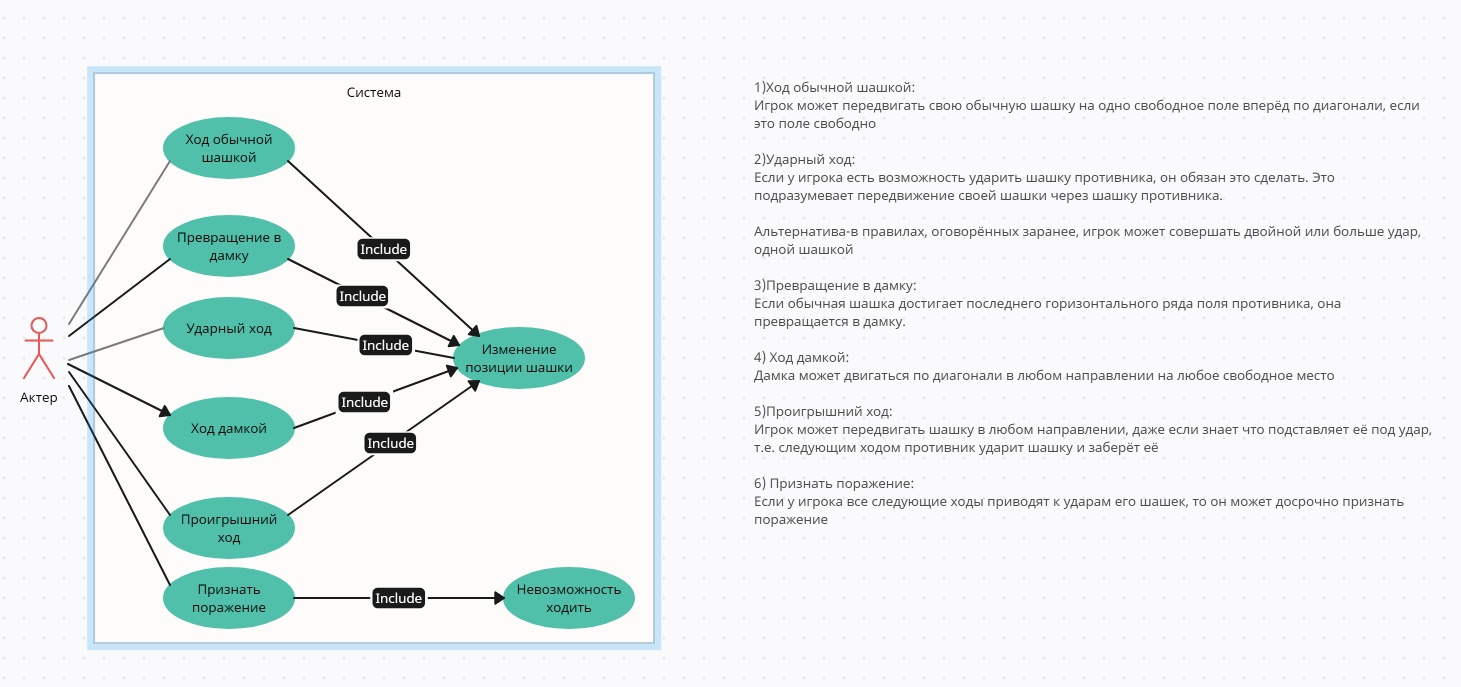 Система
Ход обычной
шашкой
Include
Превращение в
дамку
Include
Ударный ход
Include
Изменение
позиции шашки
Актер
Include
Ход дамкой
Include
Проигрышний
ход
Признать
поражение
Include
Невозможность
ходить
1)Ход обычной шашкой:
Игрок может передвигать свою обычную шашку на одно свободное поле вперёд по диагонали, если
это поле свободно
2)Ударный ход:
Если у игрока есть возможность ударить шашку противника, он обязан это сделать. Это
подразумевает передвижение своей шашки через шашку противника.
Альтернатива-в правилах, оговорённых заранее, игрок может совершать двойной или больше удар,
одной шашкой
3)Превращение в дамку:
Если обычная шашка достигает последнего горизонтального ряда поля противника, она
превращается в дамку.
4) Ход дамкой:
Дамка может двигаться по диагонали в любом направлении на любое свободное место
5)Проигрышний ход:
Игрок может передвигать шашку в любом направлении, даже если знает что подставляет её под удар,
т.е. следующим ходом противник ударит шашку и заберёт её
6) Признать поражение:
Если у игрока все следующие ходы приводят к ударам его шашек, то он может досрочно признать
поражение